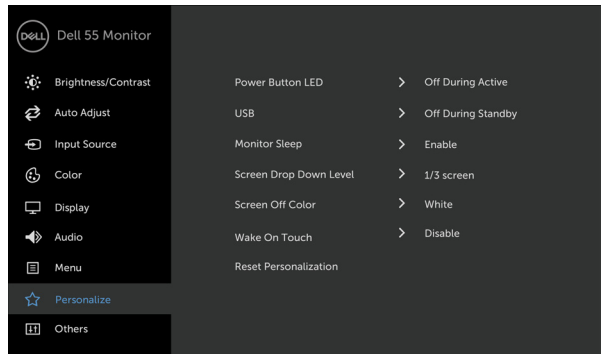 DELL Dell 55 Monitor
Brightness/Contrast
Auto Adjust
Input Source
Color
Display
Audio
Menu
Personalize
Others
Power Button LED > Off During Active
USB > Off During Standby
Monitor Sleep > Enable
Screen Drop Down Level > 1/3 screen
Screen Off Color > White
Wake On Touch > Disable
Reset Personalization